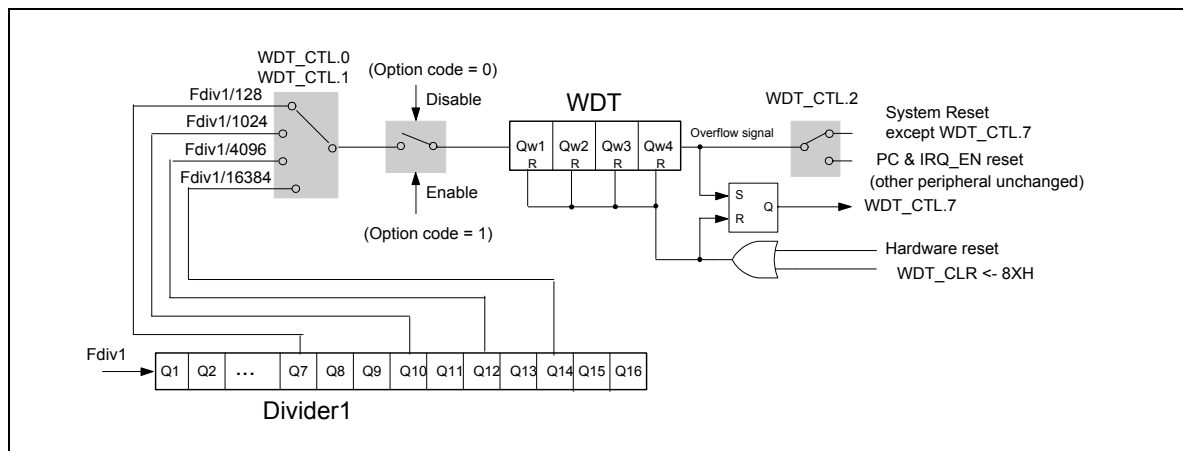 WDT_CTL.0
WDT_CTL.1
(Option code = 0)
Fdiv1/128
Disable
WDT
WDT_CTL.2
System Reset
except WDT_CTL.7
Fdiv1/1024
Qw1 Qw2 Qw3 Qw4
R R R R
Overflow signal
Fdiv1/4096
PC & IRQ_EN reset
(other peripheral unchanged)
Fdiv1/16384
Enable
S
R
Q
WDT_CTL.7
(Option code = 1)
Hardware reset
WDT_CLR <- 8XH
Fdiv1
Q1 Q2 ... Q7 Q8 Q9 Q10 Q11 Q12 Q13 Q14 Q15 Q16
Divider1